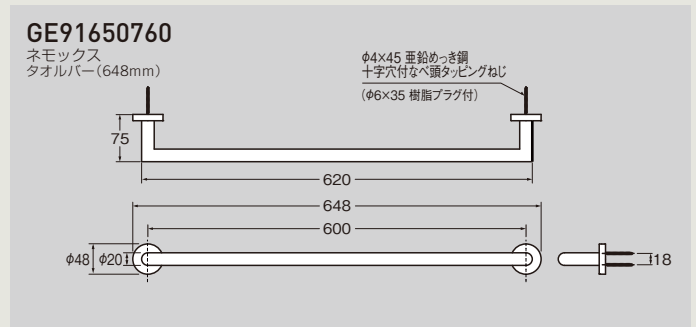 GE91650760
ネモックス
タオルバー(648mm)
φ4×45 亜鉛めっき鋼
十字穴付なべ頭タッピングねじ
(φ6×35 樹脂プラグ付)
75
620
648
600
φ48
φ20
18